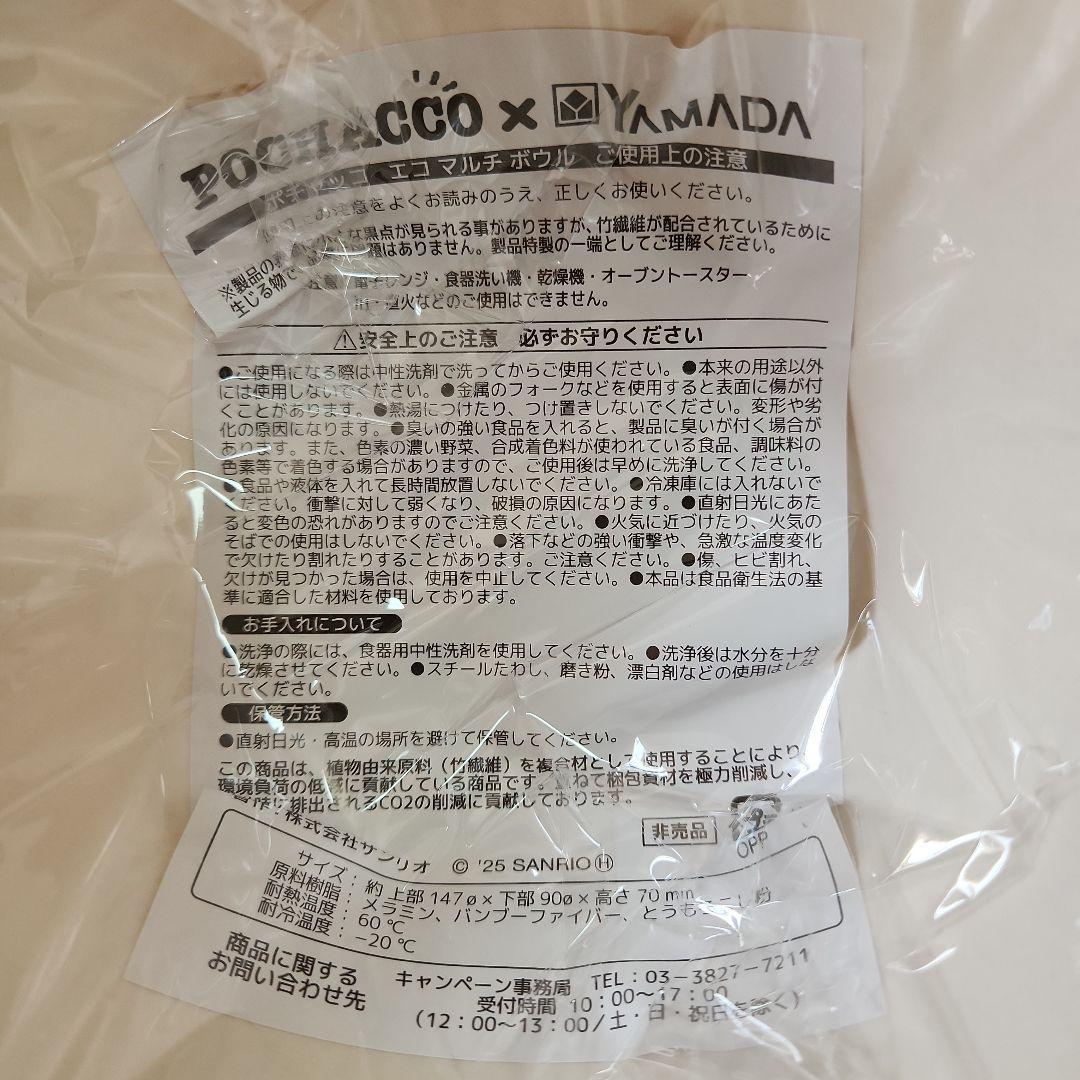 POCHACCO × YAMADA
ポチャッコ エコ マルチ ボウル ご使用上の注意
の注意をよくお読みのうえ、正しくお使いください。
※製品の な黒点が見られる事がありますが、竹繊維が配合されているために
生じる物で 題はありません。製品特製の一端としてご理解ください。
注意：電子レンジ・食器洗い機・乾燥機・オーブントースター
・直火などのご使用はできません。
⚠安全上のご注意 必ずお守りください
●ご使用になる際は中性洗剤で洗ってからご使用ください。●本来の用途以外
には使用しないでください。●金属のフォークなどを使用すると表面に傷が付
くことがあります。●熱湯につけたり、つけ置きしないでください。変形や劣
化の原因になります。●臭いの強い食品を入れると、製品に臭いが付く場合が
あります。また、色素の濃い野菜、合成着色料が使われている食品、調味料の
色素等で着色する場合がありますので、ご使用後は早めに洗浄してください。
●食品や液体を入れて長時間放置しないでください。●冷凍庫には入れないで
ください。衝撃に対して弱くなり、破損の原因になります。●直射日光にあた
ると変色の恐れがありますのでご注意ください。●火気に近づけたり、火気の
そばでの使用はしないでください。●落下などの強い衝撃や、急激な温度変化
で欠けたり割れたりすることがあります。ご注意ください。●傷、ヒビ割れ、
欠けが見つかった場合は、使用を中止してください。●本品は食品衛生法の基
準に適合した材料を使用しております。
お手入れについて
●洗浄の際には、食器用中性洗剤を使用してください。●洗浄後は水分を十分
に乾燥させてください。●スチールたわし、磨き粉、漂白剤などの使用はしな
いでください。
保管方法
●直射日光・高温の場所を避けて保管してください。
この商品は、植物由来原料（竹繊維）を複合材として使用することにより、
環境負荷の低減に貢献している商品です。重ねて梱包資材を極力削減し、
に排出されるCO2の削減に貢献しております。
株式会社サンリオ © '25 SANRIO Ⓗ
非売品
OPP
サイズ：約 上部 147ø × 下部 90ø × 高さ 70 mm
原料樹脂：メラミン、バンブーファイバー、とうもろこし粉
耐熱温度：60℃
耐冷温度：-20℃
商品に関する
お問い合わせ先
キャンペーン事務局 TEL：03-3827-7211
受付時間 10：00～17：00
（12：00～13：00/土・日・祝日を除く）